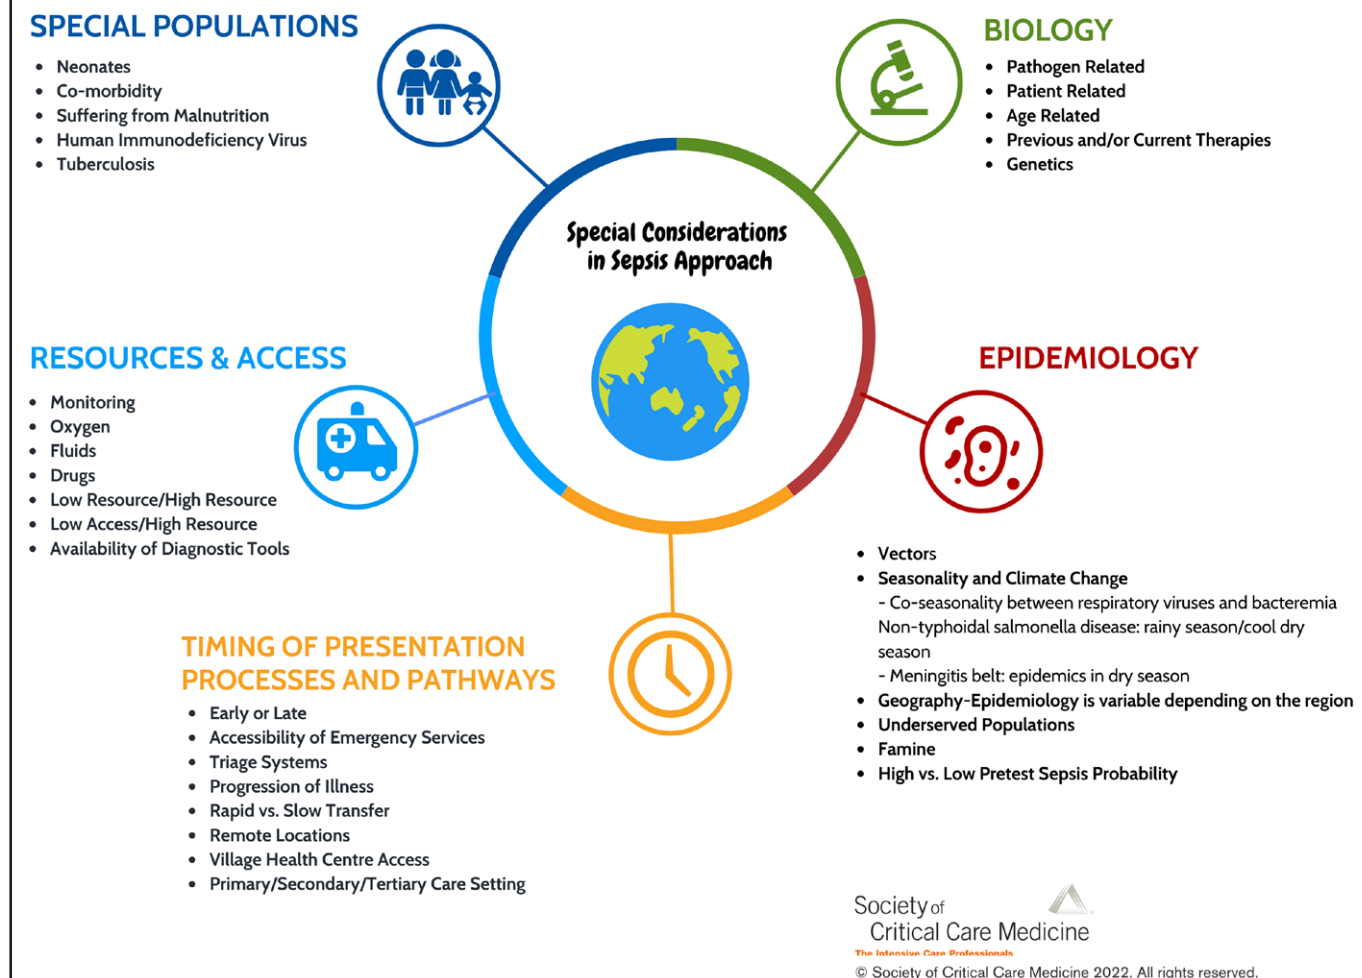 SPECIAL POPULATIONS
• Neonates
• Co-morbidity
• Suffering from Malnutrition
• Human Immunodeficiency Virus
• Tuberculosis
BIOLOGY
• Pathogen Related
• Patient Related
• Age Related
• Previous and/or Current Therapies
• Genetics
Special Considerations
in Sepsis Approach
RESOURCES & ACCESS
• Monitoring
• Oxygen
• Fluids
• Drugs
• Low Resource/High Resource
• Low Access/High Resource
• Availability of Diagnostic Tools
EPIDEMIOLOGY
• Vectors
• Seasonality and Climate Change
- Co-seasonality between respiratory viruses and bacteremia
Non-typhoidal salmonella disease: rainy season/cool dry
season
- Meningitis belt: epidemics in dry season
• Geography-Epidemiology is variable depending on the region
• Underserved Populations
• Famine
• High vs. Low Pretest Sepsis Probability
TIMING OF PRESENTATION
PROCESSES AND PATHWAYS
• Early or Late
• Accessibility of Emergency Services
• Triage Systems
• Progression of Illness
• Rapid vs. Slow Transfer
• Remote Locations
• Village Health Centre Access
• Primary/Secondary/Tertiary Care Setting
Society of
Critical Care Medicine
The Intensive Care Professionals
© Society of Critical Care Medicine 2022. All rights reserved.